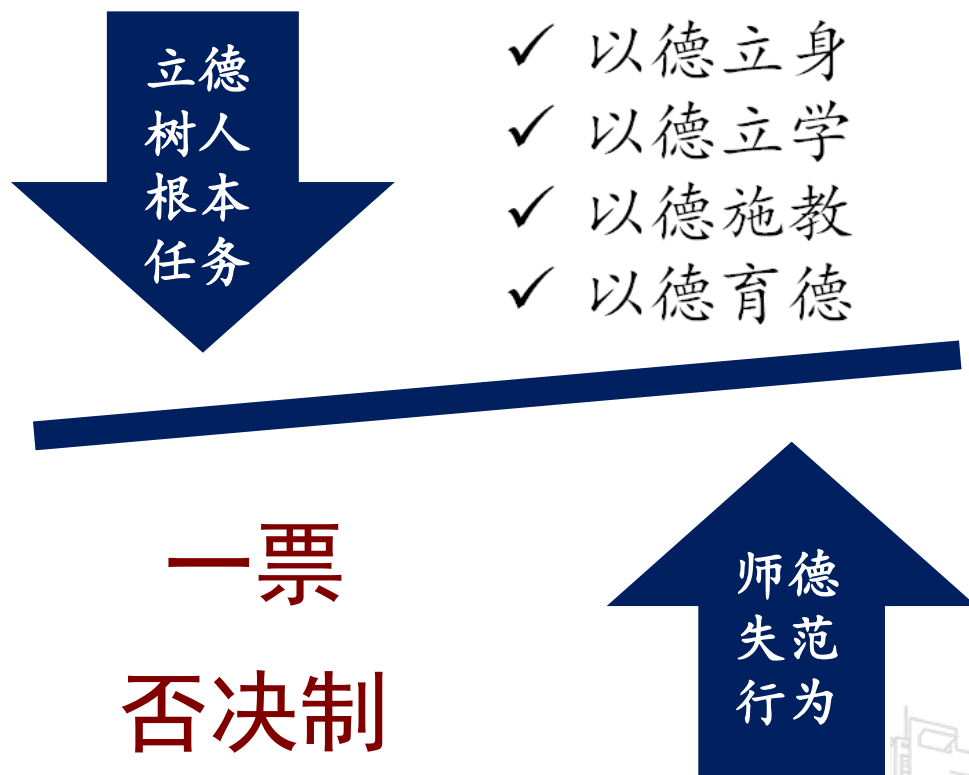 立德
树人
根本
任务
以德立身
以德立学
以德施教
以德育德
一票
否决制
师德
失范
行为